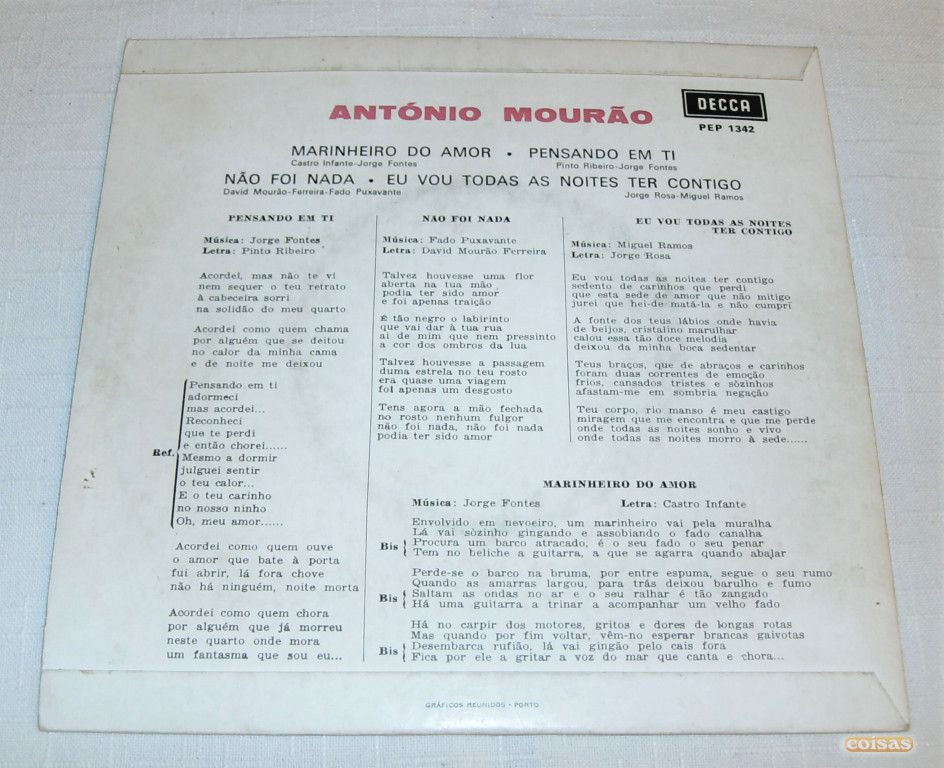 ANTÓNIO MOURÃO
DECCA
PEP 1342
MARINHEIRO DO AMOR • PENSANDO EM TI
Castro Infante-Jorge Fontes Pinto Ribeiro-Jorge Fontes
NÃO FOI NADA • EU VOU TODAS AS NOITES TER CONTIGO
David Mourão-Ferreira-Fado Puxavante Jorge Rosa-Miguel Ramos
PENSANDO EM TI
Música: Jorge Fontes
Letra: Pinto Ribeiro
Acordei, mas não te vi
nem sequer o teu retrato
à cabeceira sorri
na solidão do meu quarto
Acordei como quem chama
por alguém que se deitou
no calor da minha cama
e de noite me deixou
Ref.
Pensando em ti
adormeci
mas acordei...
Reconheci
que te perdi
e então chorei......
Mesmo a dormir
julguei sentir
o teu calor...
E o teu carinho
no nosso ninho
Oh, meu amor......
Acordei como quem ouve
o amor que bate à porta
fui abrir, lá fora chove
não há ninguém, noite morta
Acordei como quem chora
por alguém que já morreu
neste quarto onde mora
um fantasma que sou eu...
NAO FOI NADA
Música: Fado Puxavante
Letra: David Mourão Ferreira
Talvez houvesse uma flor
aberta na tua mão
podia ter sido amor
e foi apenas traição
É tão negro o labirinto
que vai dar à tua rua
ai de mim que nem pressinto
a cor dos ombros da lua
Talvez houvesse a passagem
duma estrela no teu rosto
era quase uma viagem
foi apenas um desgosto
Tens agora a mão fechada
no rosto nenhum fulgor
não foi nada, não foi nada
podia ter sido amor
EU VOU TODAS AS NOITES
TER CONTIGO
Música: Miguel Ramos
Letra: Jorge Rosa
Eu vou todas as noites ter contigo
sedento de carinhos que perdi
que esta sede de amor que não mitigo
jurei que hei-de matá-la e não cumpri
A fonte dos teus lábios onde havia
de beijos, cristalino marulhar
calou essa tão doce melodia
deixou da minha boca sedentar
Teus braços, que de abraços e carinhos
foram duas correntes de emoção
frios, cansados tristes e sòzinhos
afastam-me em sombria negação
Teu corpo, rio manso é meu castigo
miragem que me encontra e que me perde
onde todas as noites sonho e vivo
onde todas as noites morro à sede......
MARINHEIRO DO AMOR
Música: Jorge Fontes Letra: Castro Infante
Envolvido em nevoeiro, um marinheiro vai pela muralha
Lá vai sòzinho gingando e assobiando o fado canalha
Bis
Procura um barco atracado, é o seu fado o seu penar
Tem no beliche a guitarra, a que se agarra quando abajar
Perde-se o barco na bruma, por entre espuma, segue o seu rumo
Quando as amarras largou, para trás deixou barulho e fumo
Bis
Saltam as ondas no ar e o seu ralhar é tão zangado
Há uma guitarra a trinar a acompanhar um velho fado
Há no carpir dos motores, gritos e dores de longas rotas
Mas quando por fim voltar, vêm-no esperar brancas gaivotas
Bis
Desembarca rufião, lá vai gingão pelo cais fora
Fica por ele a gritar a voz do mar que canta e chora...
GRÁFICOS REUNIDOS - PORTO
coisas